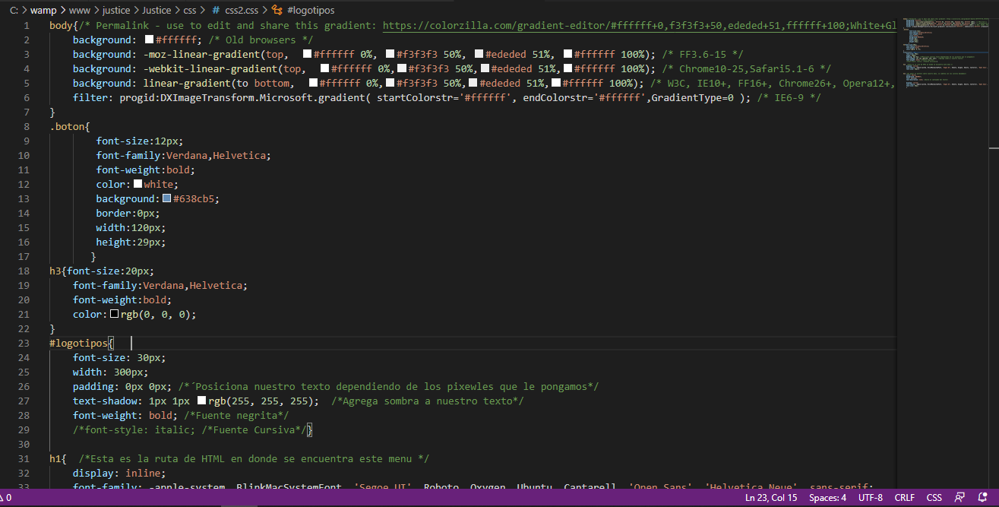 C: > wamp > www > justice > Justice > css > # css2.css > #logotipos
1 body{/* Permalink - use to edit and share this gradient: https://colorzilla.com/gradient-editor/#ffffff+0,f3f3f3+50,ededed+51,ffffff+100;White+Gl
2 background: #ffffff; /* Old browsers */
3 background: -moz-linear-gradient(top, #ffffff 0%, #f3f3f3 50%, #ededed 51%, #ffffff 100%); /* FF3.6-15 */
4 background: -webkit-linear-gradient(top, #ffffff 0%,#f3f3f3 50%,#ededed 51%,#ffffff 100%); /* Chrome10-25,Safari5.1-6 */
5 background: linear-gradient(to bottom, #ffffff 0%,#f3f3f3 50%,#ededed 51%,#ffffff 100%); /* W3C, IE10+, FF16+, Chrome26+, Opera12+,
6 filter: progid:DXImageTransform.Microsoft.gradient( startColorstr='#ffffff', endColorstr='#ffffff',GradientType=0 ); /* IE6-9 */
7 }
8 .boton{
9 font-size:12px;
10 font-family:Verdana,Helvetica;
11 font-weight:bold;
12 color:white;
13 background:#638cb5;
14 border:0px;
15 width:120px;
16 height:29px;
17 }
18 h3{font-size:20px;
19 font-family:Verdana,Helvetica;
20 font-weight:bold;
21 color:rgb(0, 0, 0);
22 }
23 #logotipos{
24 font-size: 30px;
25 width: 300px;
26 padding: 0px 0px; /*´Posiciona nuestro texto dependiendo de los pixewles que le pongamos*/
27 text-shadow: 1px 1px rgb(255, 255, 255); /*Agrega sombra a nuestro texto*/
28 font-weight: bold; /*Fuente negrita*/
29 /*font-style: italic; /*Fuente Cursiva*/}
30
31 h1{ /*Esta es la ruta de HTML en donde se encuentra este menu */
32 display: inline;
33 font-family: -apple-system, BlinkMacSystemFont, 'Segoe UI', Roboto, Oxygen, Ubuntu, Cantarell, 'Open Sans', 'Helvetica Neue', sans-serif;
0 Ln 23, Col 15 Spaces: 4 UTF-8 CRLF CSS